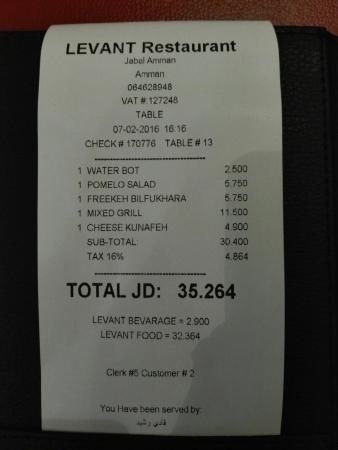 LEVANT Restaurant
Jabal Amman
Amman
064628948
VAT #:127248
TABLE
07-02-2016 16:16
CHECK # 170776 TABLE # 13
1 WATER BOT 2.500
1 POMELO SALAD 5.750
1 FREEKEH BILFUKHARA 5.750
1 MIXED GRILL 11.500
1 CHEESE KUNAFEH 4.900
SUB-TOTAL: 30.400
TAX 16% 4.864
TOTAL JD: 35.264
LEVANT BEVARAGE = 2.900
LEVANT FOOD = 32.364
Clerk #5 Customer # 2
You Have been served by:
فادي رشيد